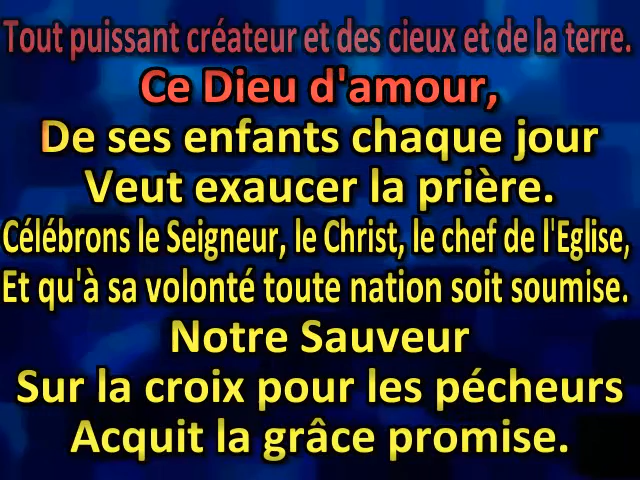 Tout puissant créateur et des cieux et de la terre.
Ce Dieu d'amour,
De ses enfants chaque jour
Veut exaucer la prière.
Célébrons le Seigneur, le Christ, le chef de l'Eglise,
Et qu'à sa volonté toute nation soit soumise.
Notre Sauveur
Sur la croix pour les pécheurs
Acquit la grâce promise.